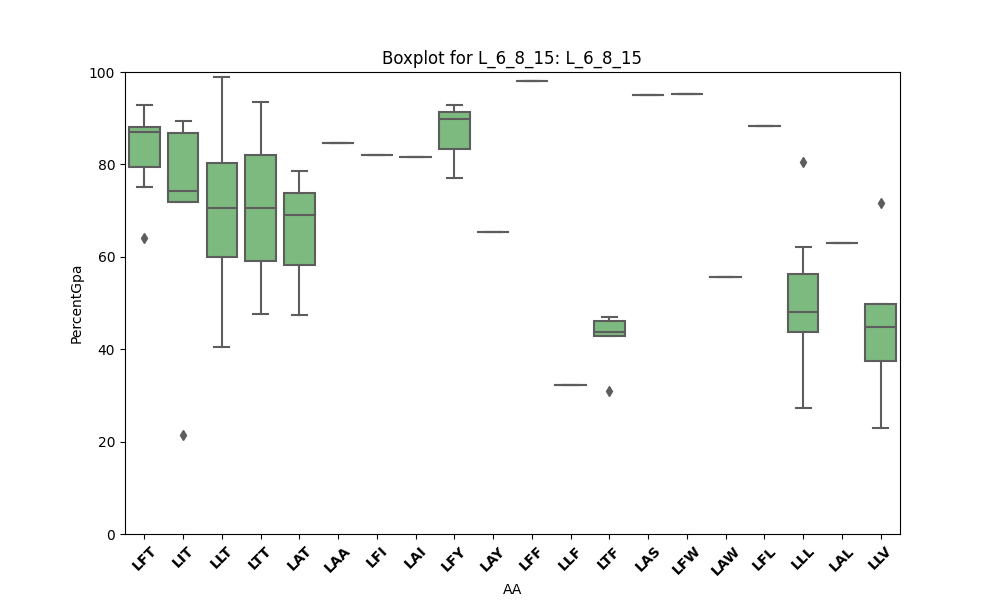 Boxplot for L_6_8_15: L_6_8_15
100
80
60
40
20
0
PercentGpa
LFT LIT LLT LTT LAT LAA LFI LAI LFY LAY LFF LLF LTF LAS LFW LAW LFL LLL LAL LLV
AA